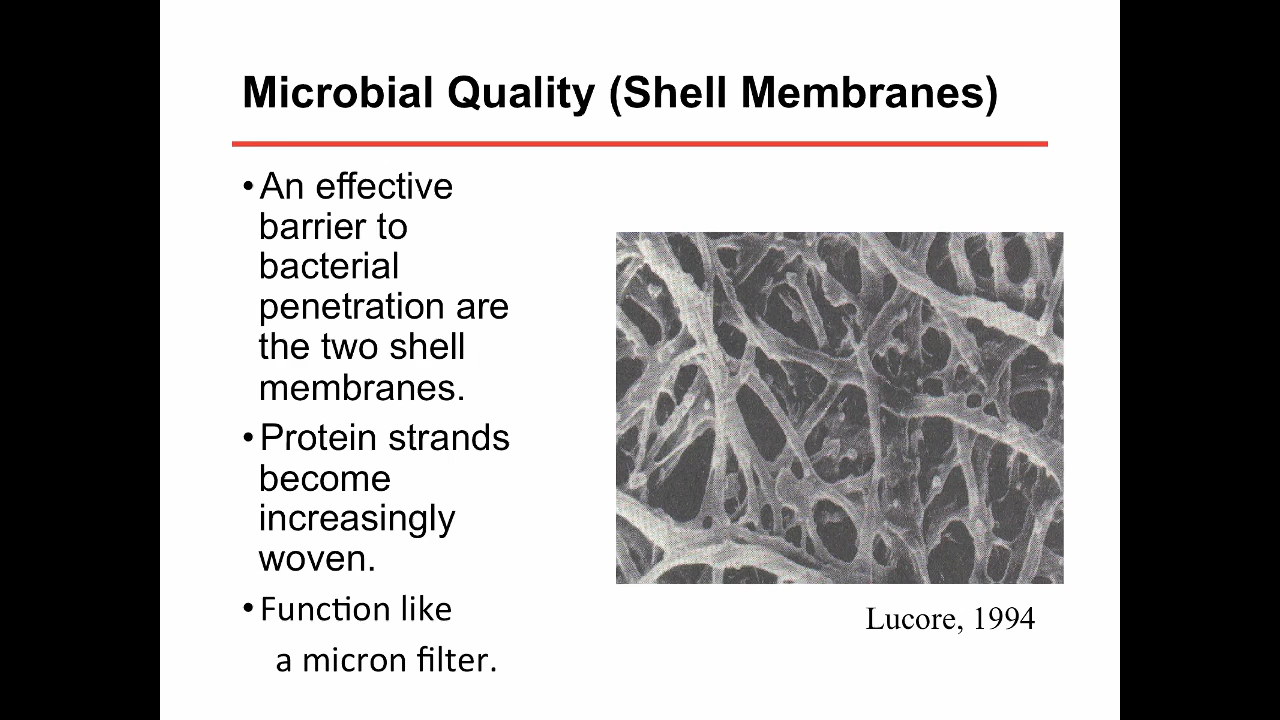 Microbial Quality (Shell Membranes)
•An effective
barrier to
bacterial
penetration are
the two shell
membranes.
•Protein strands
become
increasingly
woven.
•Function like
a micron filter.
Lucore, 1994